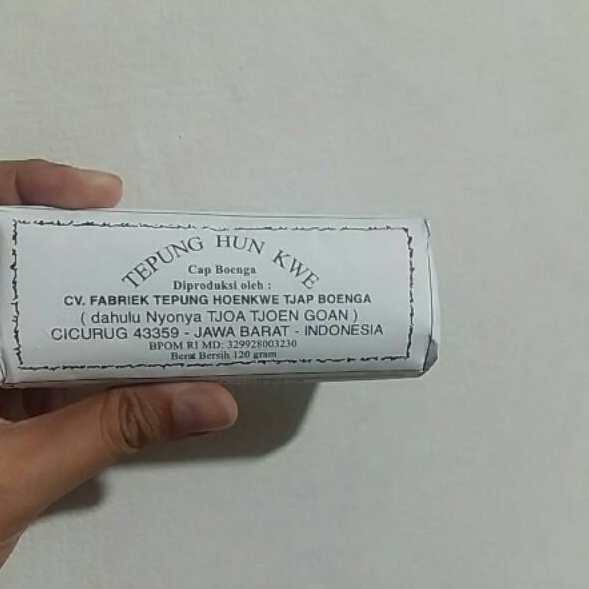 TEPUNG HUN KWE
Cap Boenga
Diproduksi oleh :
CV. FABRIEK TEPUNG HOENKWE TJAP BOENGA
( dahulu Nyonya TJOA TJOEN GOAN )
CICURUG 43359 - JAWA BARAT - INDONESIA
BPOM RI MD: 329928003230
Berat Bersih 120 gram